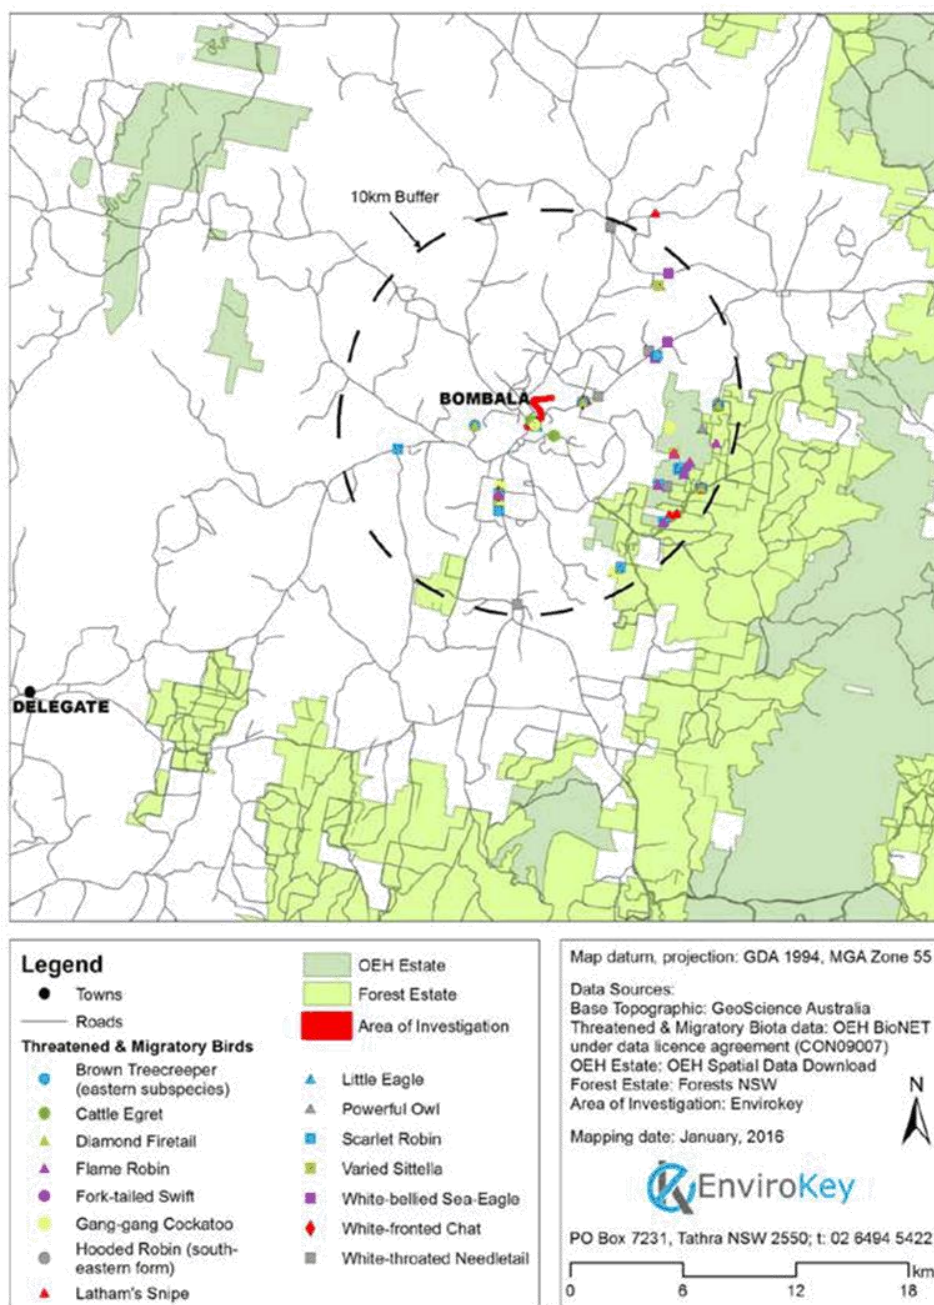 10km Buffer
BOMBALA
DELEGATE
Legend
Towns
Roads
Threatened & Migratory Birds
Brown Treecreeper
(eastern subspecies)
Cattle Egret
Diamond Firetail
Flame Robin
Fork-tailed Swift
Gang-gang Cockatoo
Hooded Robin (south-
eastern form)
Latham's Snipe
OEH Estate
Forest Estate
Area of Investigation
Little Eagle
Powerful Owl
Scarlet Robin
Varied Sittella
White-bellied Sea-Eagle
White-fronted Chat
White-throated Needletail
Map datum, projection: GDA 1994, MGA Zone 55
Data Sources:
Base Topographic: GeoScience Australia
Threatened & Migratory Biota data: OEH BioNET
under data licence agreement (CON09007)
OEH Estate: OEH Spatial Data Download
Forest Estate: Forests NSW
Area of Investigation: Envirokey
Mapping date: January, 2016
N
EnviroKey
PO Box 7231, Tathra NSW 2550; t: 02 6494 5422
km
0 6 12 18